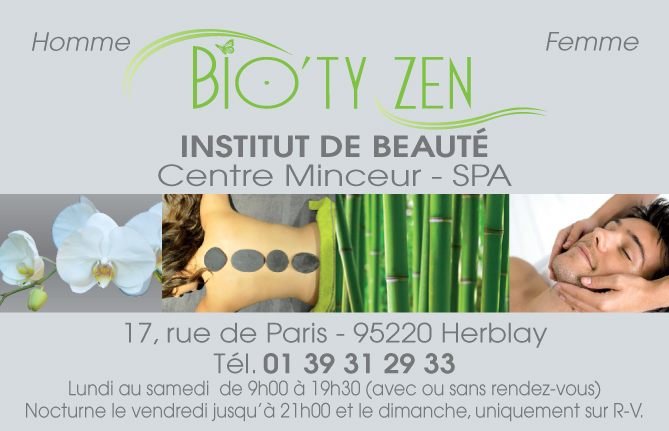 Homme
Femme
BIO'TY ZEN
INSTITUT DE BEAUTÉ
Centre Minceur - SPA
17, rue de Paris - 95220 Herblay
Tél. 01 39 31 29 33
Lundi au samedi de 9h00 à 19h30 (avec ou sans rendez-vous)
Nocturne le vendredi jusqu'à 21h00 et le dimanche, uniquement sur R-V.